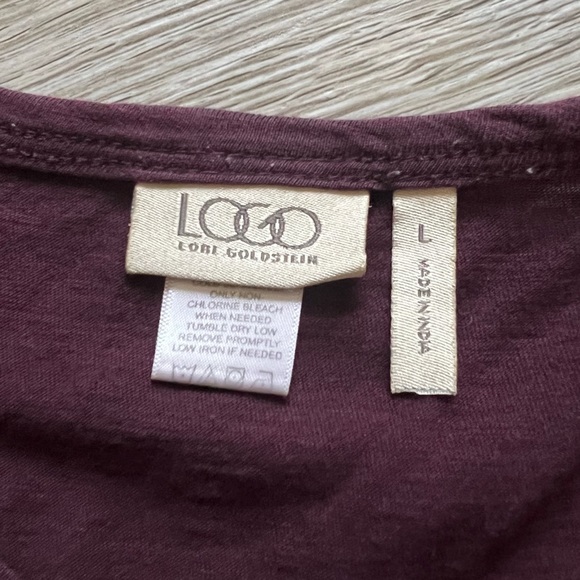 LOGO
LORI GOLDSTEIN
ONLY NON
CHLORINE BLEACH
WHEN NEEDED
TUMBLE DRY LOW
REMOVE PROMPTLY
LOW IRON IF NEEDED
L
MADE IN INDIA